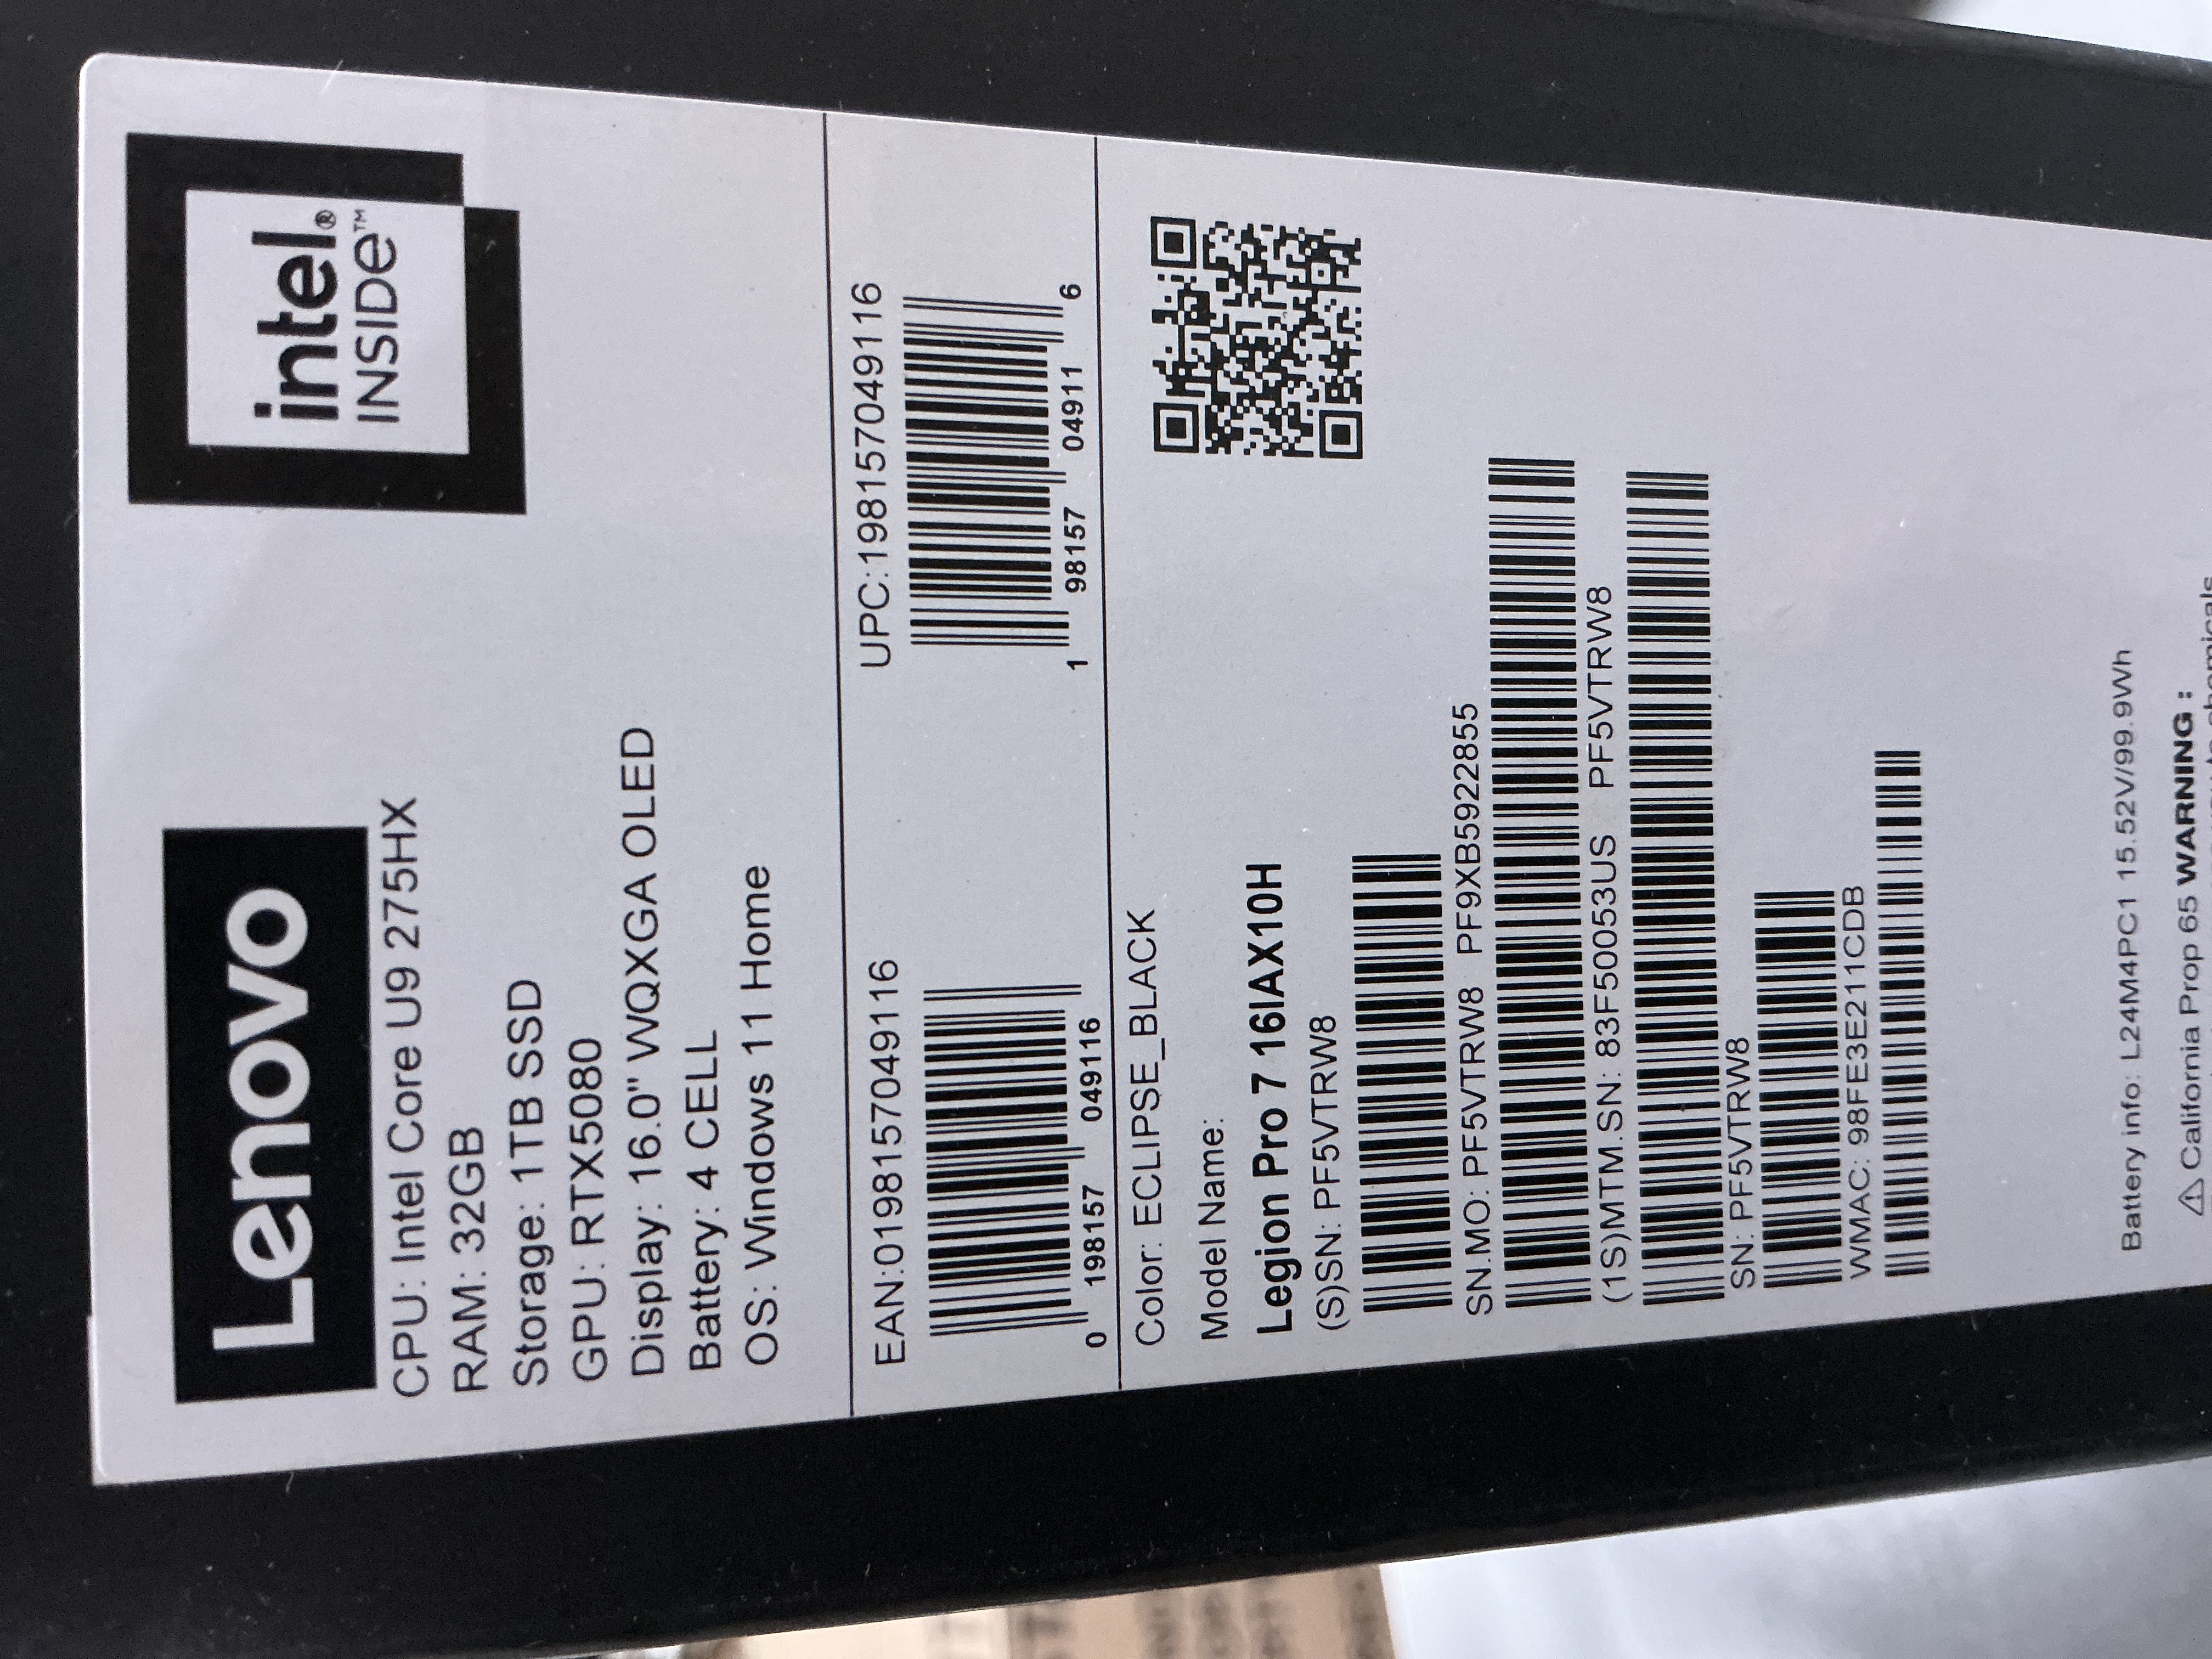 Lenovo
intel®
INSIDE™
CPU: Intel Core U9 275HX
RAM: 32GB
Storage: 1TB SSD
GPU: RTX5080
Display: 16.0" WQXGA OLED
Battery: 4 CELL
OS: Windows 11 Home
EAN:0198157049116
0 198157 049116
UPC:198157049116
1 98157 04911 6
Color: ECLIPSE_BLACK
Model Name:
Legion Pro 7 16IAX10H
(S)SN: PF5VTRW8
SN.MO: PF5VTRW8 PF9XB5922855
(1S)MTM.SN: 83F50053US PF5VTRW8
SN: PF5VTRW8
WMAC: 98FE3E211CDB
Battery info: L24M4PC1 15.52V/99.9Wh
⚠ California Prop 65 WARNING :
chemicals